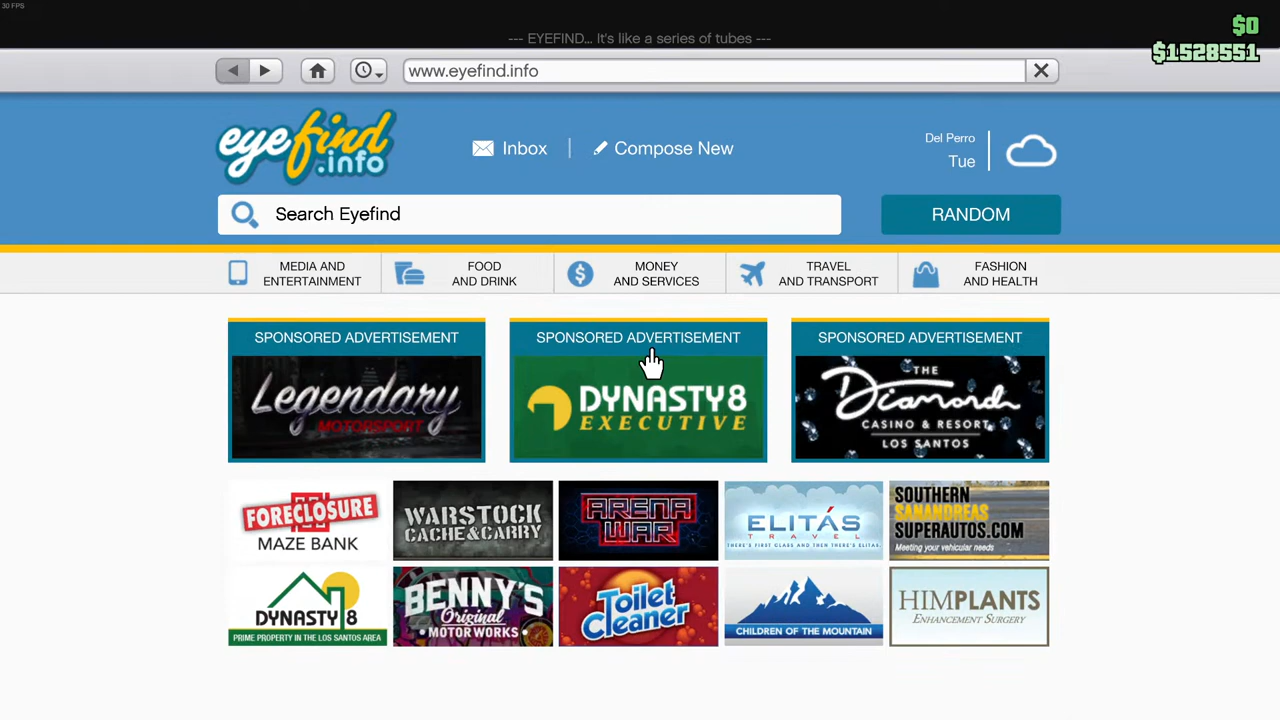 30 FPS
$0
--- EYEFIND... It's like a series of tubes ---
$1528551
www.eyefind.info
eyefind
.info
Inbox
Compose New
Del Perro
Tue
Search Eyefind
RANDOM
MEDIA AND
ENTERTAINMENT
FOOD
AND DRINK
MONEY
AND SERVICES
TRAVEL
AND TRANSPORT
FASHION
AND HEALTH
SPONSORED ADVERTISEMENT
Legendary
MOTORSPORT
SPONSORED ADVERTISEMENT
DYNASTY8
EXECUTIVE
SPONSORED ADVERTISEMENT
THE
Diamond
CASINO & RESORT
LOS SANTOS
FORECLOSURE
MAZE BANK
WARSTOCK
CACHE&CARRY
ARENA
WAR
ELITÁS
TRAVEL
THERE'S FIRST CLASS AND THEN THERE'S ELITÁS
SOUTHERN
SANANDREAS
SUPERAUTOS.COM
Meeting your vehicular needs
DYNASTY 8
PRIME PROPERTY IN THE LOS SANTOS AREA
BENNY'S
Original
MOTOR WORKS
Toilet
Cleaner
CHILDREN OF THE MOUNTAIN
HIMPLANTS
ENHANCEMENT SURGERY